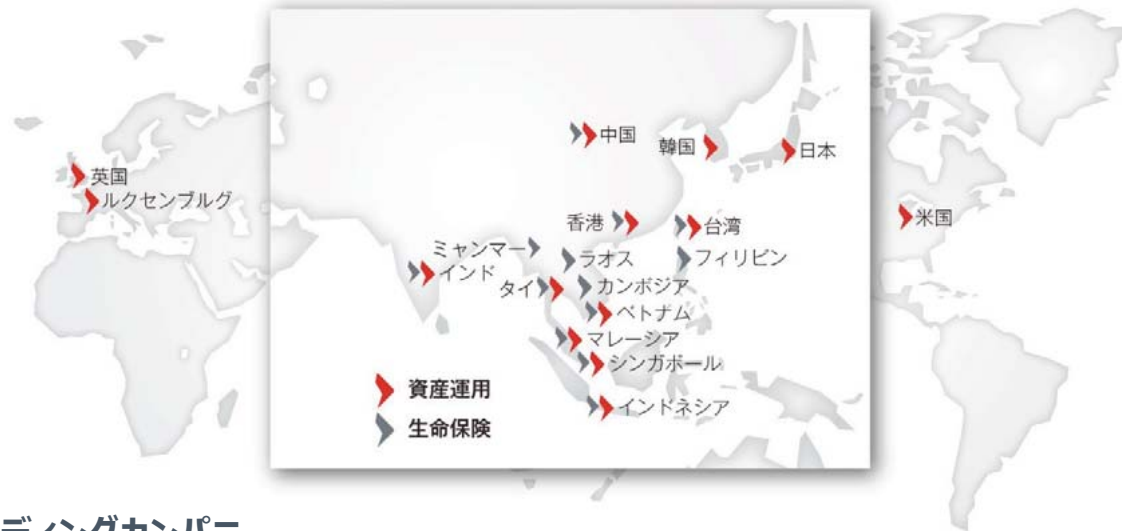 中国
韓国
日本
英国
ルクセンブルグ
香港
台湾
米国
ミャンマー
ラオス
フィリピン
インド
タイ
カンボジア
ベトナム
マレーシア
シンガポール
資産運用
インドネシア
生命保険
ディングカンパニー